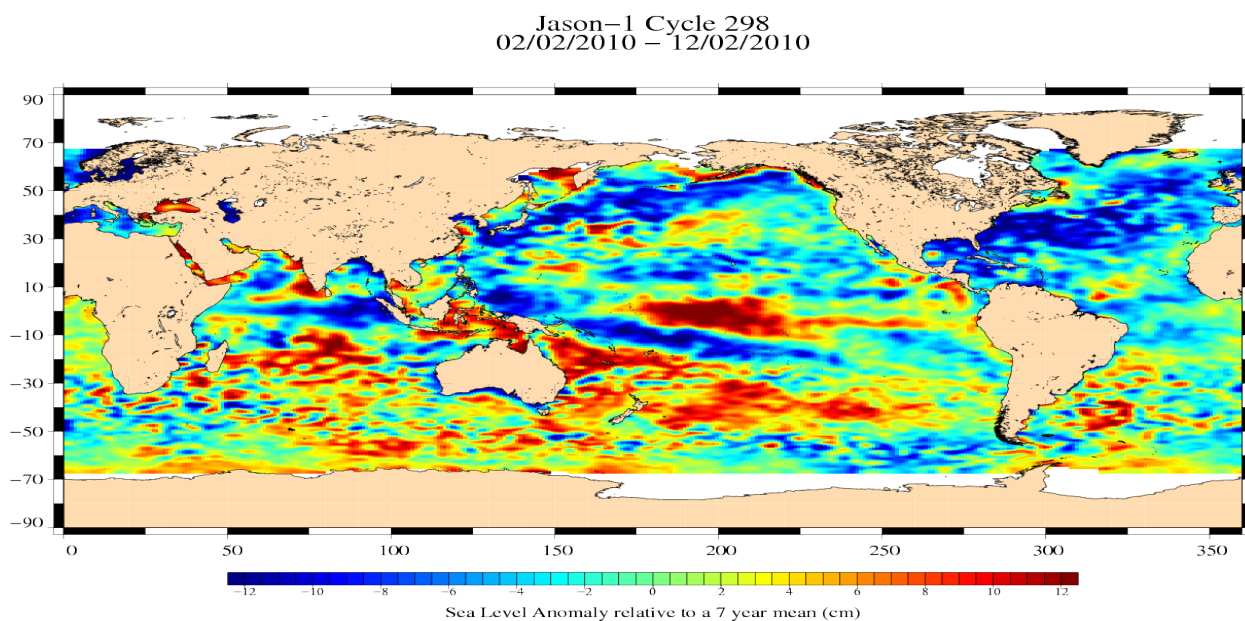 Jason−1 Cycle 298
02/02/2010 − 12/02/2010
90
70
50
30
10
−10
−30
−50
−70
−90
0 50 100 150 200 250 300 350
−12 −10 −8 −6 −4 −2 0 2 4 6 8 10 12
Sea Level Anomaly relative to a 7 year mean (cm)